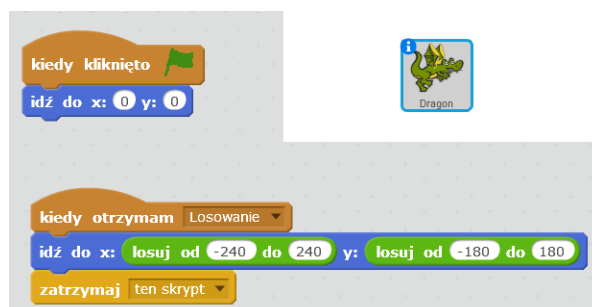 kiedy kliknięto
idź do x: 0 y: 0
Dragon
kiedy otrzymam Losowanie
idź do x: losuj od -240 do 240 y: losuj od -180 do 180
zatrzymaj ten skrypt